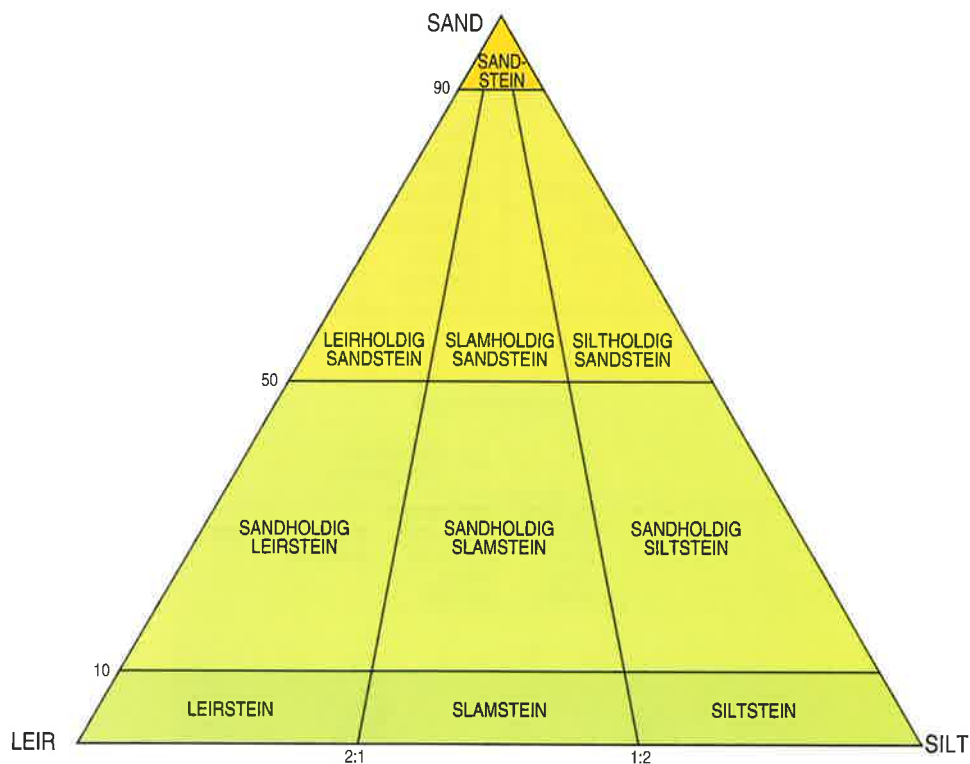 SAND
SAND-
STEIN
90
LEIRHOLDIG
SANDSTEIN
SLAMHOLDIG
SANDSTEIN
SILTHOLDIG
SANDSTEIN
50
SANDHOLDIG
LEIRSTEIN
SANDHOLDIG
SLAMSTEIN
SANDHOLDIG
SILTSTEIN
10
LEIRSTEIN
SLAMSTEIN
SILTSTEIN
LEIR
SILT
2:1
1:2